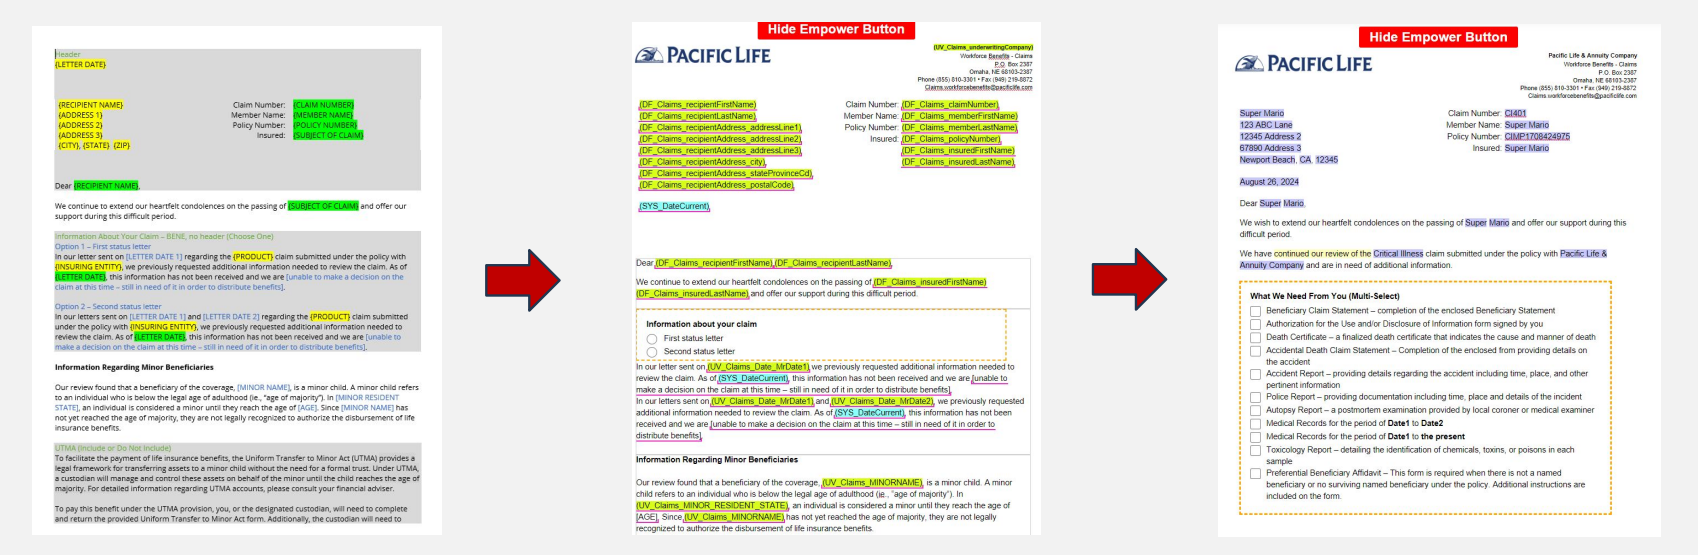 Header
{LETTER DATE}
{RECIPIENT NAME}
{ADDRESS 1}
{ADDRESS 2}
{ADDRESS 3}
{CITY}, {STATE} {ZIP}
Claim Number: {CLAIM NUMBER}
Member Name: {MEMBER NAME}
Policy Number: {POLICY NUMBER}
Insured: {SUBJECT OF CLAIM}
Dear {RECIPIENT NAME},
We continue to extend our heartfelt condolences on the passing of {SUBJECT OF CLAIM} and offer our
support during this difficult period.
Information About Your Claim – BENE, no header (Choose One)
Option 1 – First status letter
In our letter sent on [LETTER DATE 1] regarding the {PRODUCT} claim submitted under the policy with
{INSURING ENTITY}, we previously requested additional information needed to review the claim. As of
{LETTER DATE}, this information has not been received and we are [unable to make a decision on the
claim at this time – still in need of it in order to distribute benefits].
Option 2 – Second status letter
In our letters sent on [LETTER DATE 1] and [LETTER DATE 2] regarding the {PRODUCT} claim submitted
under the policy with {INSURING ENTITY}, we previously requested additional information needed to
review the claim. As of {LETTER DATE}, this information has not been received and we are [unable to
make a decision on the claim at this time – still in need of it in order to distribute benefits].
Information Regarding Minor Beneficiaries
Our review found that a beneficiary of the coverage, [MINOR NAME], is a minor child. A minor child refers
to an individual who is below the legal age of adulthood (ie., "age of majority"). In [MINOR RESIDENT
STATE], an individual is considered a minor until they reach the age of [AGE]. Since [MINOR NAME] has
not yet reached the age of majority, they are not legally recognized to authorize the disbursement of life
insurance benefits.
UTMA (Include or Do Not Include)
To facilitate the payment of life insurance benefits, the Uniform Transfer to Minor Act (UTMA) provides a
legal framework for transferring assets to a minor child without the need for a formal trust. Under UTMA,
a custodian will manage and control these assets on behalf of the minor until the child reaches the age of
majority. For detailed information regarding UTMA accounts, please consult your financial adviser.
To pay this benefit under the UTMA provision, you, or the designated custodian, will need to complete
and return the provided Uniform Transfer to Minor Act form. Additionally, the custodian will need to
Hide Empower Button
PACIFIC LIFE
{UV_Claims_underwritingCompany}
Workforce Benefits - Claims
P.O. Box 2387
Omaha, NE 68103-2387
Phone (855) 810-3301 • Fax (949) 219-8872
Claims.workforcebenefits@pacificlife.com
{DF_Claims_recipientFirstName}
{DF_Claims_recipientLastName},
{DF_Claims_recipientAddress_addressLine1}
{DF_Claims_recipientAddress_addressLine2}
{DF_Claims_recipientAddress_addressLine3},
{DF_Claims_recipientAddress_city},
{DF_Claims_recipientAddress_stateProvinceCd},
{DF_Claims_recipientAddress_postalCode},
Claim Number: {DF_Claims_claimNumber},
Member Name: {DF_Claims_memberFirstName}
Policy Number: {DF_Claims_memberLastName},
Insured: {DF_Claims_policyNumber},
{DF_Claims_insuredFirstName}
{DF_Claims_insuredLastName},
{SYS_DateCurrent},
Dear {DF_Claims_recipientFirstName},{DF_Claims_recipientLastName},
We continue to extend our heartfelt condolences on the passing of {DF_Claims_insuredFirstName}
{DF_Claims_insuredLastName} and offer our support during this difficult period.
Information about your claim
First status letter
Second status letter
In our letter sent on {UV_Claims_Date_MrDate1}, we previously requested additional information needed to
review the claim. As of {SYS_DateCurrent}, this information has not been received and we are [unable to
make a decision on the claim at this time – still in need of it in order to distribute benefits].
In our letters sent on {UV_Claims_Date_MrDate1} and {UV_Claims_Date_MrDate2}, we previously requested
additional information needed to review the claim. As of {SYS_DateCurrent}, this information has not been
received and we are [unable to make a decision on the claim at this time – still in need of it in order to
distribute benefits].
Information Regarding Minor Beneficiaries
Our review found that a beneficiary of the coverage, {UV_Claims_MINORNAME}, is a minor child. A minor
child refers to an individual who is below the legal age of adulthood (ie., "age of majority"). In
{UV_Claims_MINOR_RESIDENT_STATE}, an individual is considered a minor until they reach the age of
[AGE]. Since {UV_Claims_MINORNAME} has not yet reached the age of majority, they are not legally
recognized to authorize the disbursement of life insurance benefits.
Hide Empower Button
PACIFIC LIFE
Pacific Life & Annuity Company
Workforce Benefits - Claims
P.O. Box 2387
Omaha, NE 68103-2387
Phone (855) 810-3301 • Fax (949) 219-8872
Claims.workforcebenefits@pacificlife.com
Super Mario
123 ABC Lane
12345 Address 2
67890 Address 3
Newport Beach, CA, 12345
Claim Number: CI401
Member Name: Super Mario
Policy Number: CIMP1708424975
Insured: Super Mario
August 26, 2024
Dear Super Mario,
We wish to extend our heartfelt condolences on the passing of Super Mario and offer our support during this
difficult period.
We have continued our review of the Critical Illness claim submitted under the policy with Pacific Life &
Annuity Company and are in need of additional information.
What We Need From You (Multi-Select)
Beneficiary Claim Statement – completion of the enclosed Beneficiary Statement
Authorization for the Use and/or Disclosure of Information form signed by you
Death Certificate – a finalized death certificate that indicates the cause and manner of death
Accidental Death Claim Statement – Completion of the enclosed from providing details on
the accident
Accident Report – providing details regarding the accident including time, place, and other
pertinent information
Police Report – providing documentation including time, place and details of the incident
Autopsy Report – a postmortem examination provided by local coroner or medical examiner
Medical Records for the period of Date1 to Date2
Medical Records for the period of Date1 to the present
Toxicology Report – detailing the identification of chemicals, toxins, or poisons in each
sample
Preferential Beneficiary Affidavit – This form is required when there is not a named
beneficiary or no surviving named beneficiary under the policy. Additional instructions are
included on the form.